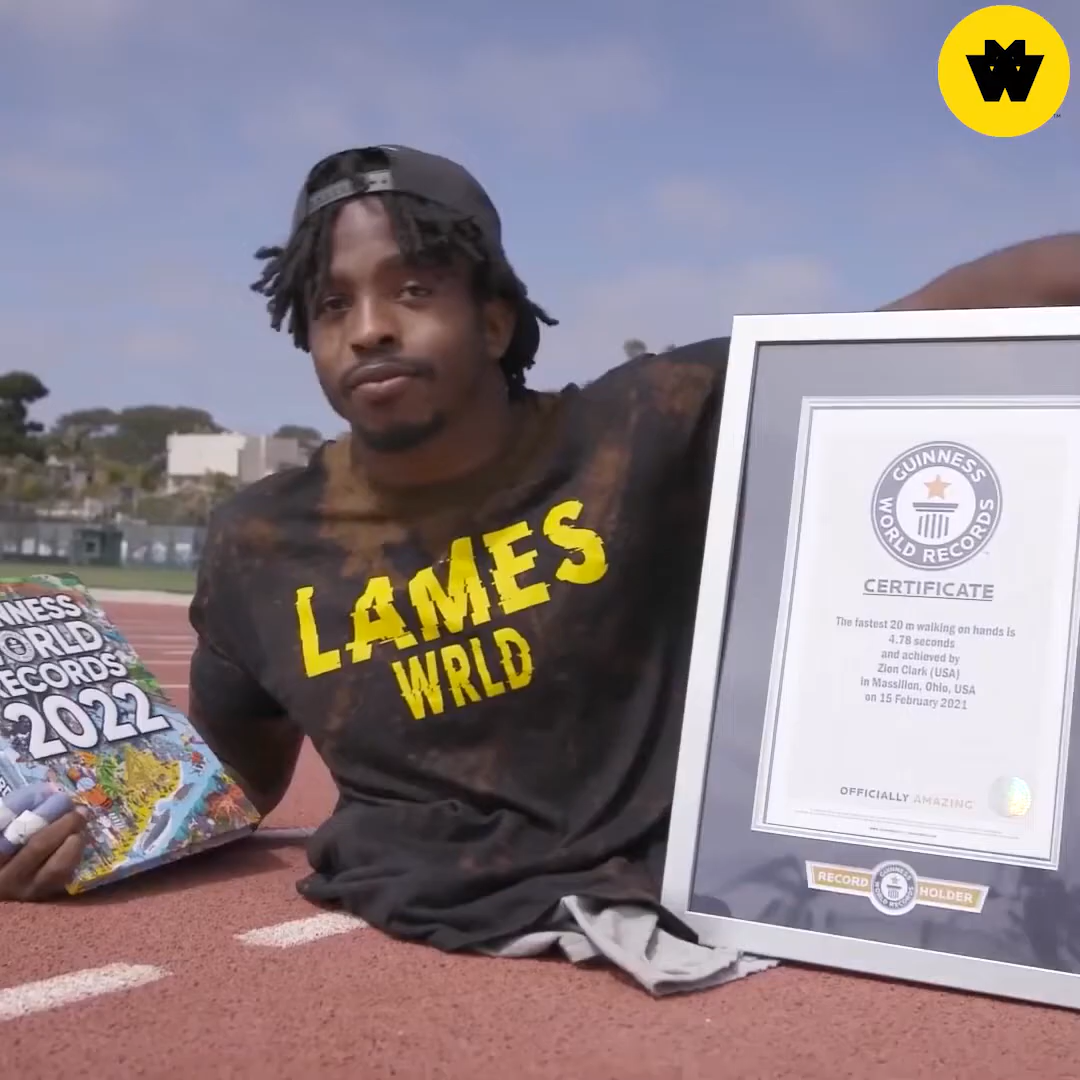 LAMES
WRLD
NNESS
WORLD
RECORDS
2022
GUINNESS
WORLD RECORDS
CERTIFICATE
The fastest 20 m walking on hands is
4.78 seconds
and achieved by
Zion Clark (USA)
in Massillon, Ohio, USA
on 15 February 2021
OFFICIALLY AMAZING
RECORD HOLDER